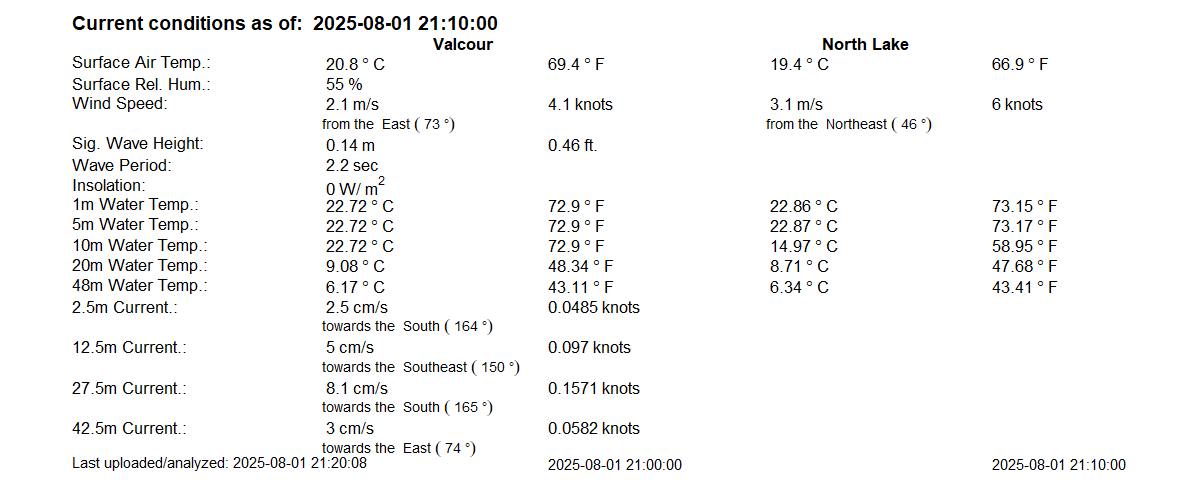 Current conditions as of: 2025-08-01 21:10:00
Valcour North Lake
Surface Air Temp.: 20.8 ° C 69.4 ° F 19.4 ° C 66.9 ° F
Surface Rel. Hum.: 55 %
Wind Speed: 2.1 m/s 4.1 knots 3.1 m/s 6 knots
from the East ( 73 °) from the Northeast ( 46 °)
Sig. Wave Height: 0.14 m 0.46 ft.
Wave Period: 2.2 sec
Insolation: 0 W/ m2
1m Water Temp.: 22.72 ° C 72.9 ° F 22.86 ° C 73.15 ° F
5m Water Temp.: 22.72 ° C 72.9 ° F 22.87 ° C 73.17 ° F
10m Water Temp.: 22.72 ° C 72.9 ° F 14.97 ° C 58.95 ° F
20m Water Temp.: 9.08 ° C 48.34 ° F 8.71 ° C 47.68 ° F
48m Water Temp.: 6.17 ° C 43.11 ° F 6.34 ° C 43.41 ° F
2.5m Current.: 2.5 cm/s 0.0485 knots
towards the South ( 164 °)
12.5m Current.: 5 cm/s 0.097 knots
towards the Southeast ( 150 °)
27.5m Current.: 8.1 cm/s 0.1571 knots
towards the South ( 165 °)
42.5m Current.: 3 cm/s 0.0582 knots
towards the East ( 74 °)
Last uploaded/analyzed: 2025-08-01 21:20:08 2025-08-01 21:00:00 2025-08-01 21:10:00